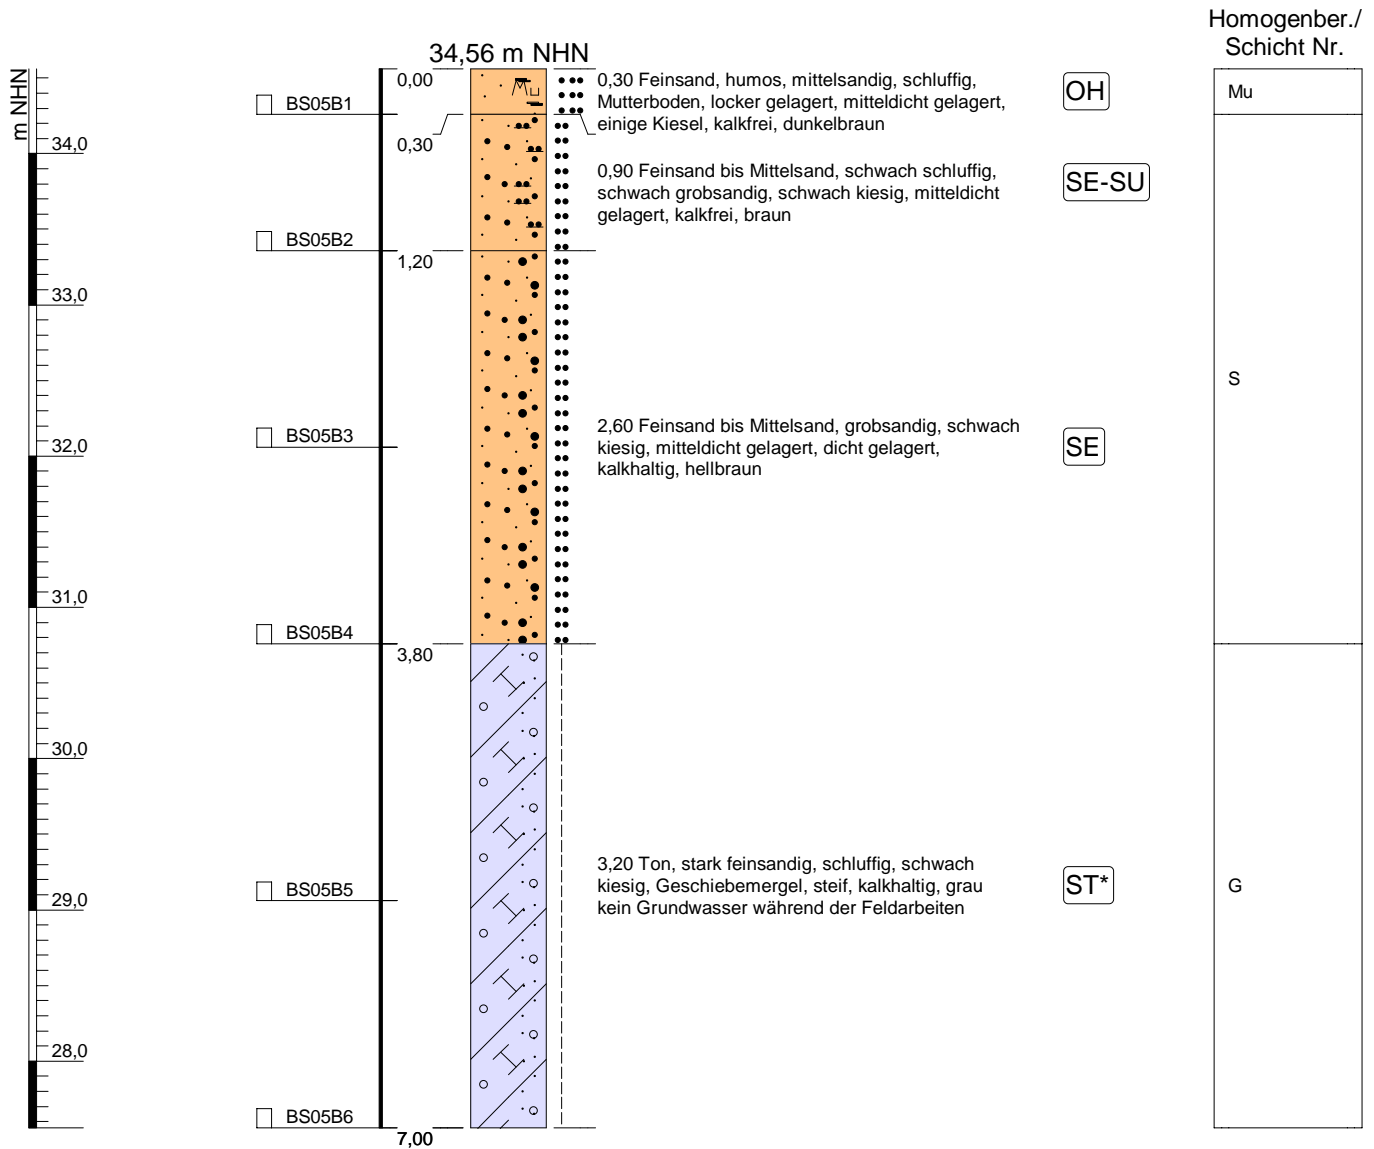 Homogenber./
Schicht Nr.
34,56 m NHN
m NHN
0,00
0,30 Feinsand, humos, mittelsandig, schluffig,
Mutterboden, locker gelagert, mitteldicht gelagert,
einige Kiesel, kalkfrei, dunkelbraun
OH
Mu
BS05B1
0,30
34,0
0,90 Feinsand bis Mittelsand, schwach schluffig,
schwach grobsandig, schwach kiesig, mitteldicht
gelagert, kalkfrei, braun
SE-SU
BS05B2
1,20
33,0
S
32,0
BS05B3
2,60 Feinsand bis Mittelsand, grobsandig, schwach
kiesig, mitteldicht gelagert, dicht gelagert,
kalkhaltig, hellbraun
SE
31,0
BS05B4
3,80
30,0
3,20 Ton, stark feinsandig, schluffig, schwach
kiesig, Geschiebemergel, steif, kalkhaltig, grau
kein Grundwasser während der Feldarbeiten
ST*
G
BS05B5
29,0
28,0
BS05B6
7,00